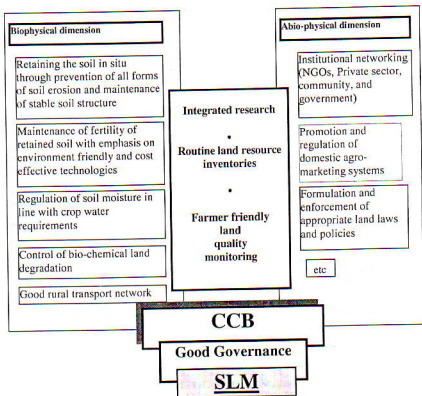 Biophysical dimension
Retaining the soil in situ
through prevention of all forms
of soil erosion and maintenance
of stable soil structure
Maintenance of fertility of
retained soil with emphasis on
environment friendly and cost
effective technologies
Regulation of soil moisture in
line with crop water
requirements
Control of bio-chemical land
degradation
Good rural transport network
Integrated research
•
Routine land resource
inventories
•
Farmer friendly
land
quality
monitoring
Abio-physical dimension
Institutional networking
(NGOs, Private sector,
community, and
government)
Promotion and
regulation of
domestic agro-
marketing systems
Formulation and
enforcement of
appropriate land laws
and policies
etc
CCB
Good Governance
SLM